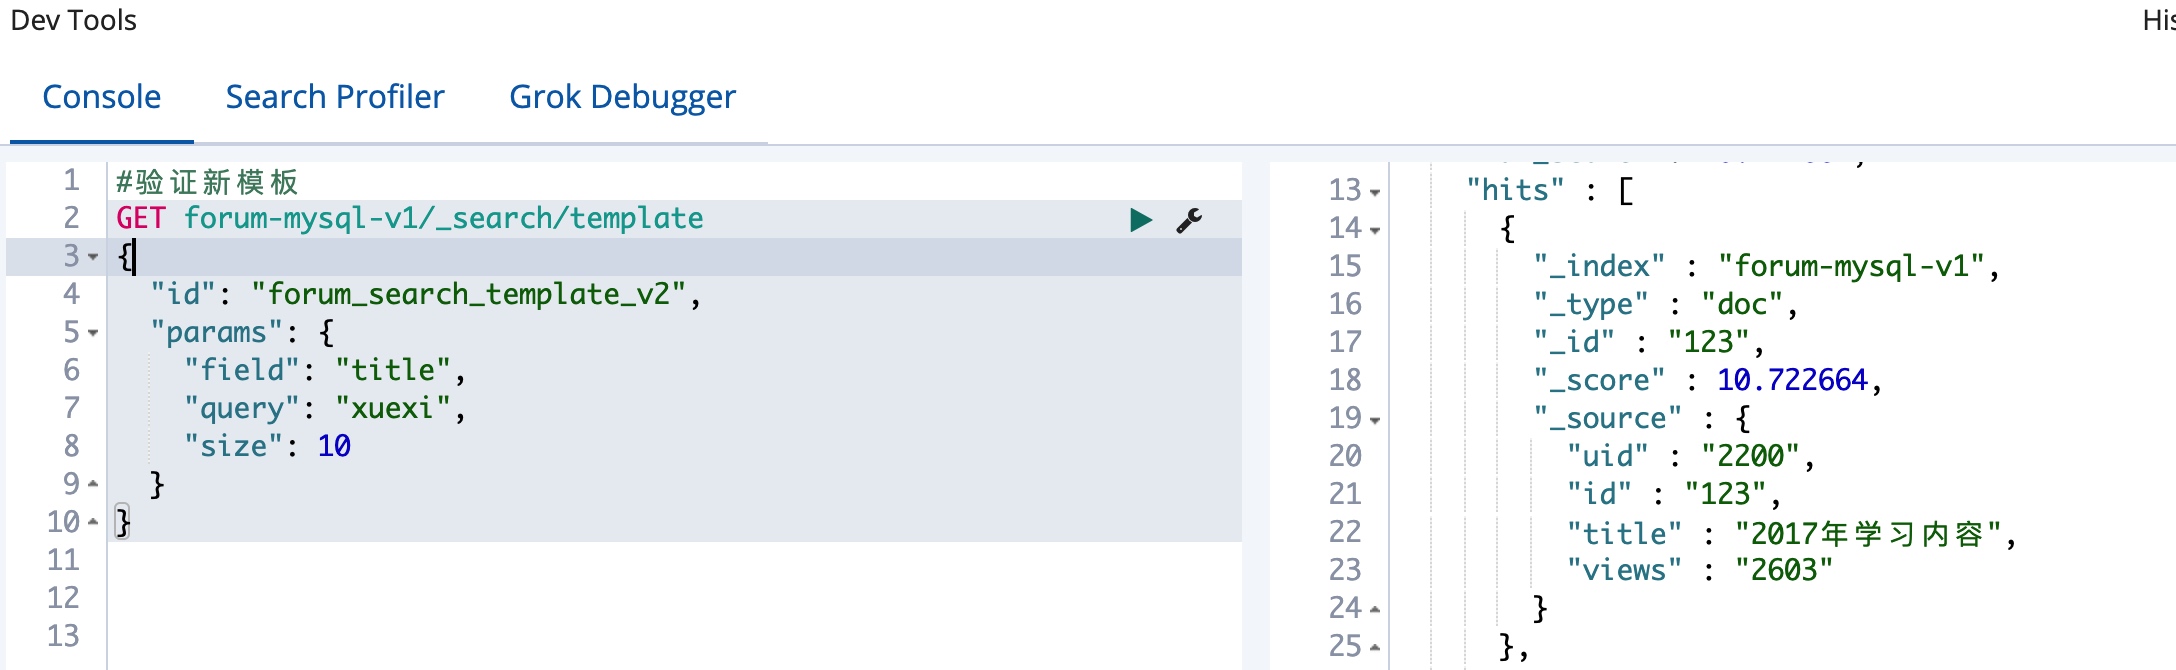 Dev Tools
Console Search Profiler Grok Debugger
1 #验证新模板
2 GET forum-mysql-v1/_search/template
3 {
4 "id": "forum_search_template_v2",
5 "params": {
6 "field": "title",
7 "query": "xuexi",
8 "size": 10
9 }
10 }
11
12
13
13 "hits" : [
14 {
15 "_index" : "forum-mysql-v1",
16 "_type" : "doc",
17 "_id" : "123",
18 "_score" : 10.722664,
19 "_source" : {
20 "uid" : "2200",
21 "id" : "123",
22 "title" : "2017年学习内容",
23 "views" : "2603"
24 }
25 },